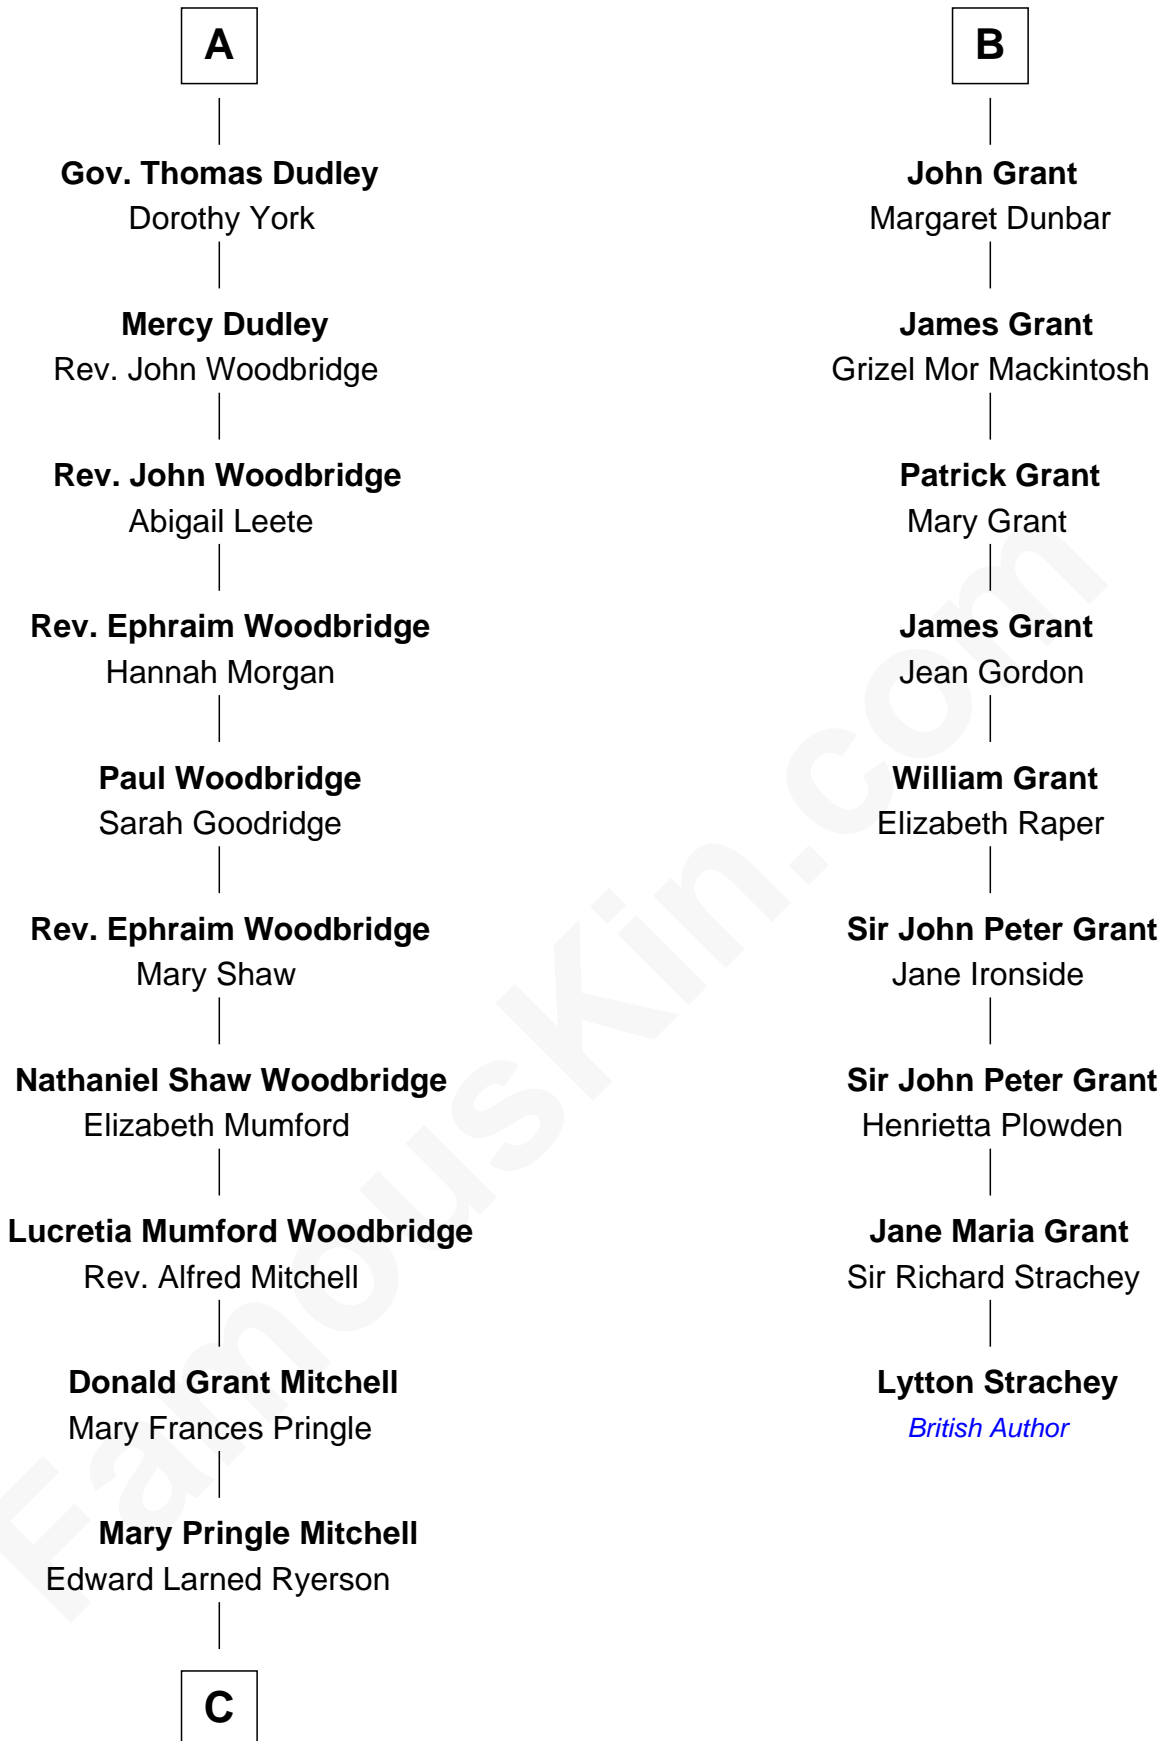 A
Gov. Thomas Dudley
Dorothy York
Mercy Dudley
Rev. John Woodbridge
Rev. John Woodbridge
Abigail Leete
Rev. Ephraim Woodbridge
Hannah Morgan
Paul Woodbridge
Sarah Goodridge
Rev. Ephraim Woodbridge
Mary Shaw
Nathaniel Shaw Woodbridge
Elizabeth Mumford
Lucretia Mumford Woodbridge
Rev. Alfred Mitchell
Donald Grant Mitchell
Mary Frances Pringle
Mary Pringle Mitchell
Edward Larned Ryerson
C
B
John Grant
Margaret Dunbar
James Grant
Grizel Mor Mackintosh
Patrick Grant
Mary Grant
James Grant
Jean Gordon
William Grant
Elizabeth Raper
Sir John Peter Grant
Jane Ironside
Sir John Peter Grant
Henrietta Plowden
Jane Maria Grant
Sir Richard Strachey
Lytton Strachey
British Author
FamousKin.com